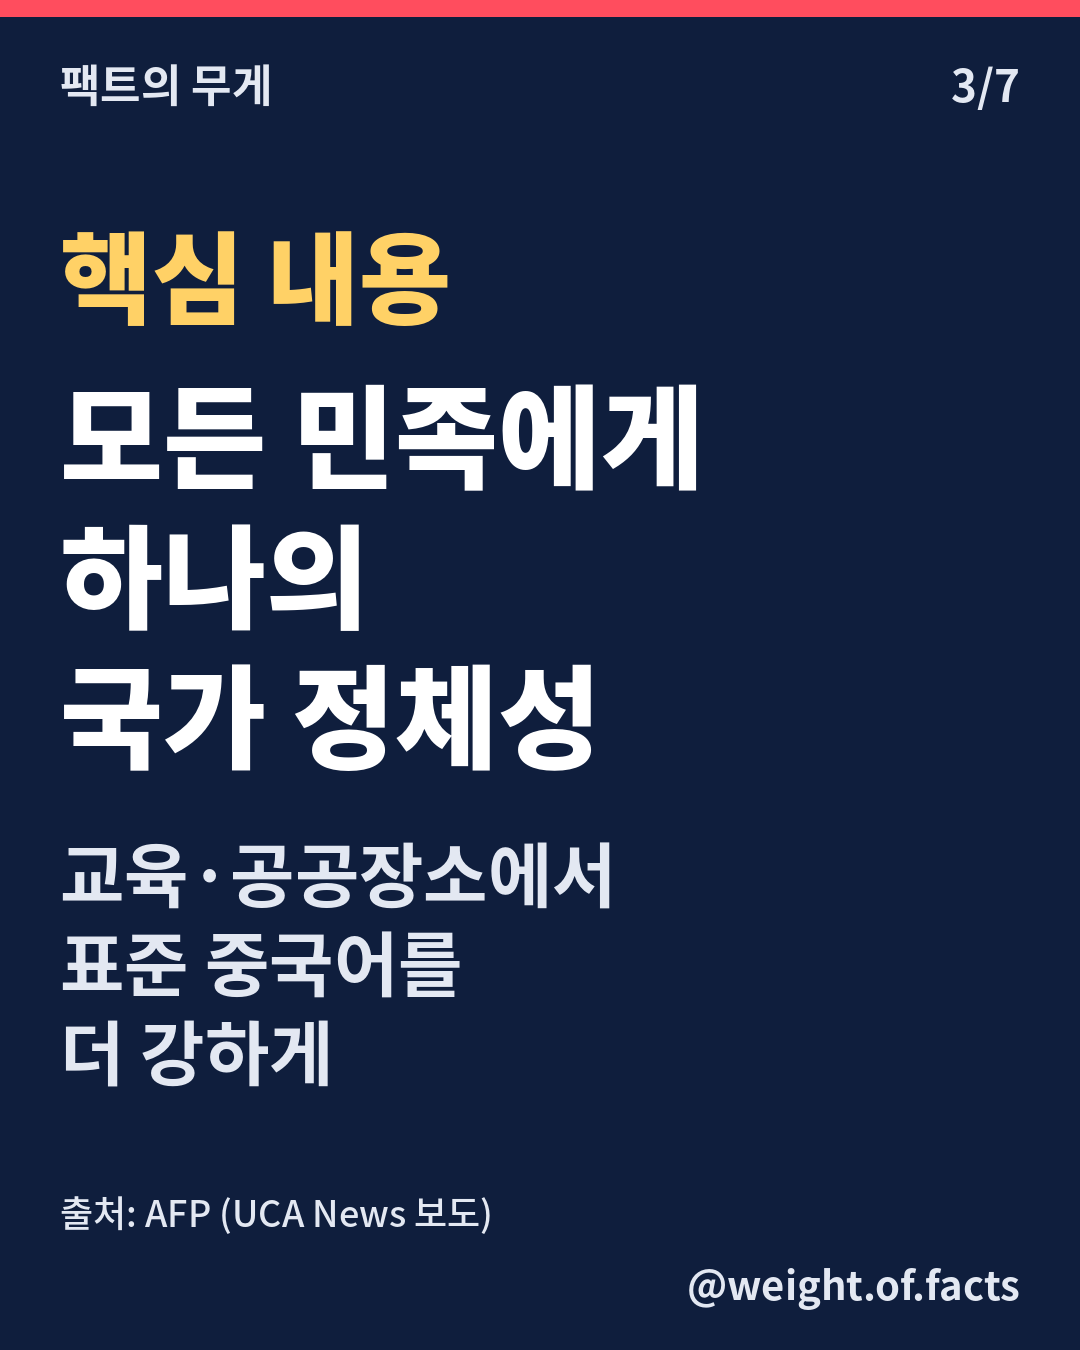 팩트의 무게
3/7
핵심 내용
모든 민족에게
하나의
국가 정체성
교육·공공장소에서
표준 중국어를
더 강하게
출처: AFP (UCA News 보도)
@weight.of.facts